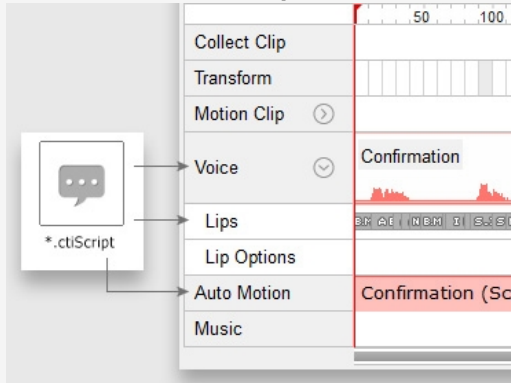 50 100
Collect Clip
Transform
Motion Clip
Voice
Confirmation
Lips
*.ctiScript
Lip Options
Auto Motion
Confirmation (Sc
Music